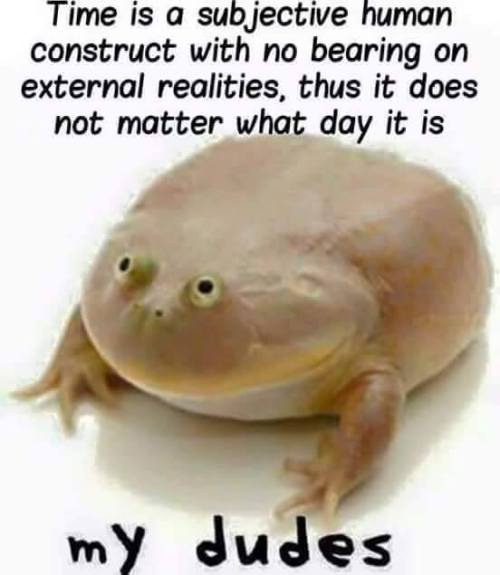 Time is a subjective human
construct with no bearing on
external realities, thus it does
not matter what day it is
my dudes